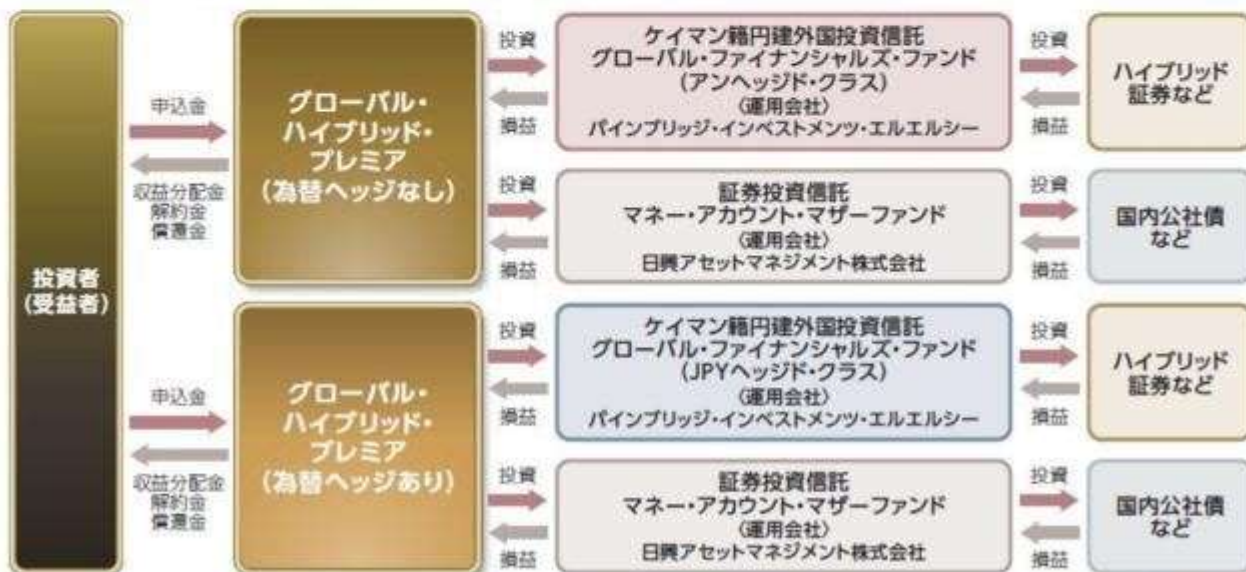 投資者
(受益者)
申込金
収益分配金
解約金
償還金
グローバル・
ハイブリッド・
プレミア
(為替ヘッジなし)
投資
損益
ケイマン籍円建外国投資信託
グローバル・ファイナンシャルズ・ファンド
(アンヘッジド・クラス)
〈運用会社〉
パインブリッジ・インベストメンツ・エルエルシー
投資
損益
ハイブリッド
証券など
投資
損益
証券投資信託
マネー・アカウント・マザーファンド
〈運用会社〉
日興アセットマネジメント株式会社
投資
損益
国内公社債
など
申込金
収益分配金
解約金
償還金
グローバル・
ハイブリッド・
プレミア
(為替ヘッジあり)
投資
損益
ケイマン籍円建外国投資信託
グローバル・ファイナンシャルズ・ファンド
(JPYヘッジド・クラス)
〈運用会社〉
パインブリッジ・インベストメンツ・エルエルシー
投資
損益
ハイブリッド
証券など
投資
損益
証券投資信託
マネー・アカウント・マザーファンド
〈運用会社〉
日興アセットマネジメント株式会社
投資
損益
国内公社債
など